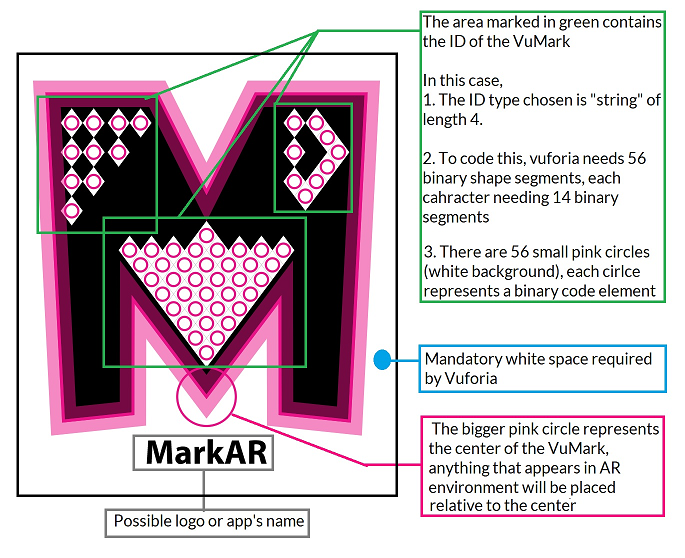 The area marked in green contains
the ID of the VuMark
In this case,
1. The ID type chosen is "string" of
length 4.
2. To code this, vuforia needs 56
binary shape segments, each
cahracter needing 14 binary
segments
3. There are 56 small pink circles
(white background), each cirlce
represents a binary code element
Mandatory white space required
by Vuforia
The bigger pink circle represents
the center of the VuMark,
anything that appears in AR
environment will be placed
relative to the center
MarkAR
Possible logo or app's name